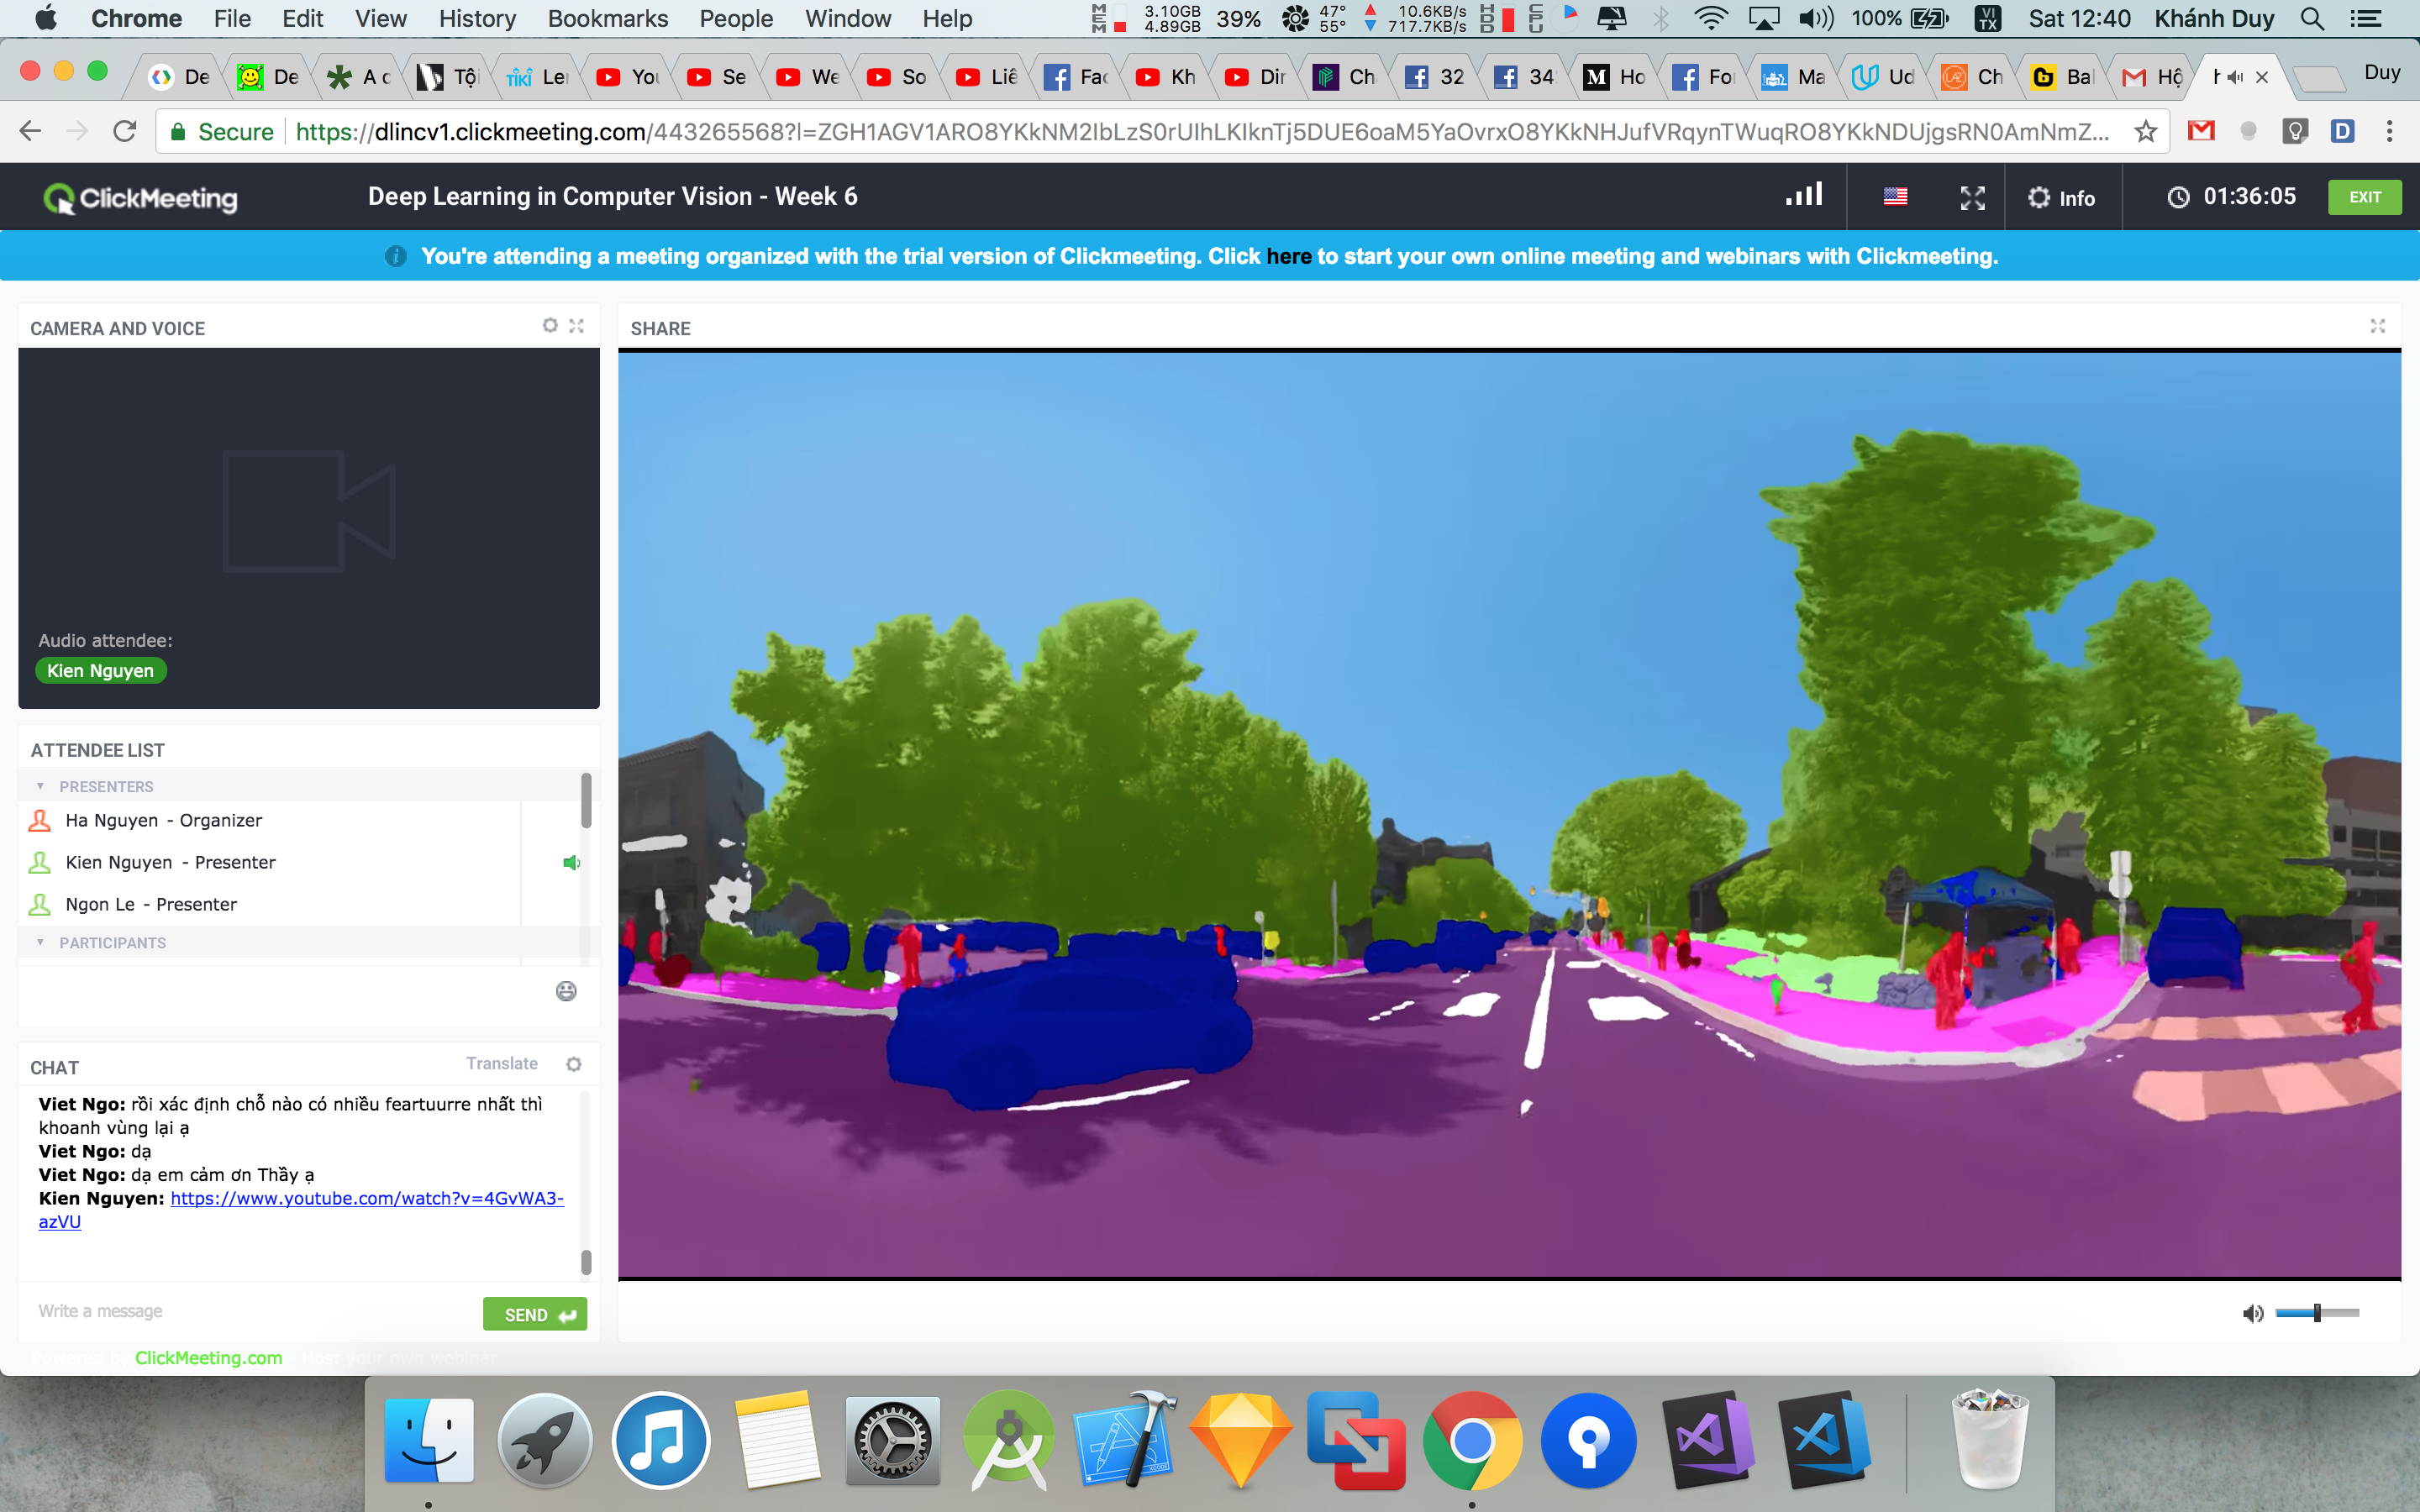 Chrome File Edit View History Bookmarks People Window Help MEM 3.10GB 4.89GB 39% 47° 55° 10.6KB/s 717.7KB/s HDD CPU 100% VI TX Sat 12:40 Khánh Duy
De De A c Tội TIKI Ler You Se We So Liê Fac Kh Dir Ch 32 34 M Ho For Ma Ud Ch Bal Hộ h Duy
Secure https://dlincv1.clickmeeting.com/443265568?l=ZGH1AGV1ARO8YKkNM2IbLzS0rUIhLKIknTj5DUE6oaM5YaOvrxO8YKkNHJufVRqynTWuqRO8YKkNDUjgsRN0AmNmZ... D
ClickMeeting Deep Learning in Computer Vision - Week 6 Info 01:36:05 EXIT
You're attending a meeting organized with the trial version of Clickmeeting. Click here to start your own online meeting and webinars with Clickmeeting.
CAMERA AND VOICE
SHARE
Audio attendee:
Kien Nguyen
ATTENDEE LIST
PRESENTERS
Ha Nguyen - Organizer
Kien Nguyen - Presenter
Ngon Le - Presenter
PARTICIPANTS
CHAT Translate
Viet Ngo: rồi xác định chỗ nào có nhiều feartuurre nhất thì
khoanh vùng lại ạ
Viet Ngo: dạ
Viet Ngo: dạ em cảm ơn Thầy ạ
Kien Nguyen: https://www.youtube.com/watch?v=4GvWA3-
azVU
Write a message SEND
Powered by ClickMeeting.com - Host your own webinar